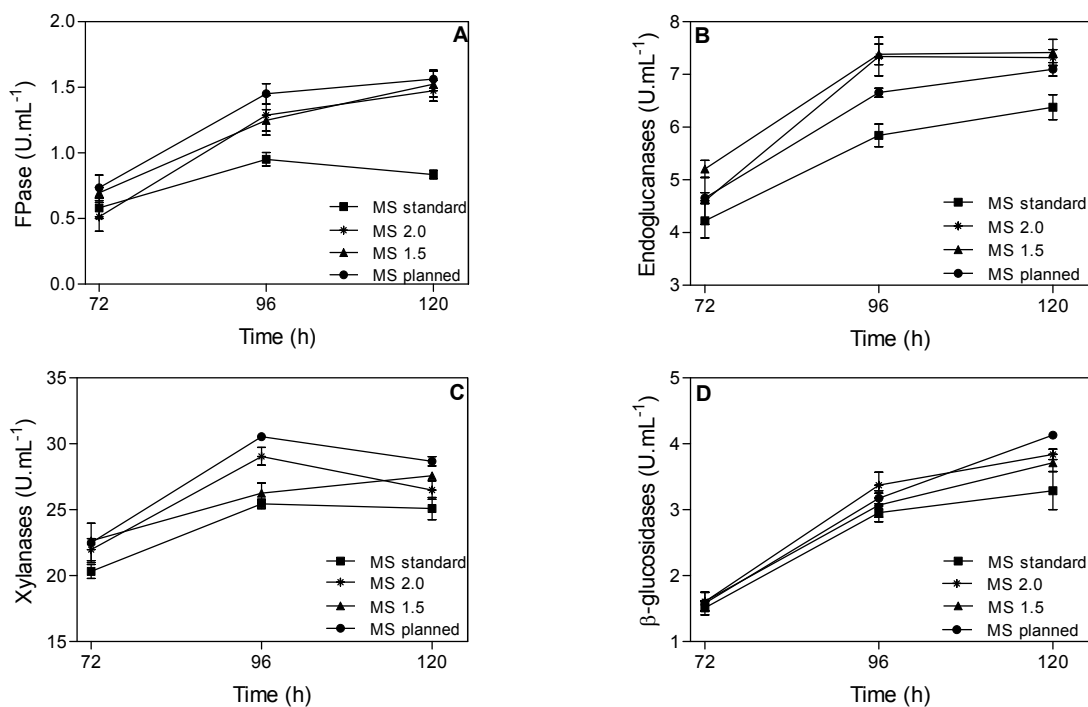 A
FPase (U.mL⁻¹)
2.0
1.5
1.0
0.5
0.0
MS standard
MS 2.0
MS 1.5
MS planned
72 96 120
Time (h)
B
Endoglucanases (U.mL⁻¹)
8
7
6
5
4
3
MS standard
MS 2.0
MS 1.5
MS planned
72 96 120
Time (h)
C
Xylanases (U.mL⁻¹)
35
30
25
20
15
MS standard
MS 2.0
MS 1.5
MS planned
72 96 120
Time (h)
D
β-glucosidases (U.mL⁻¹)
5
4
3
2
1
MS standard
MS 2.0
MS 1.5
MS planned
72 96 120
Time (h)